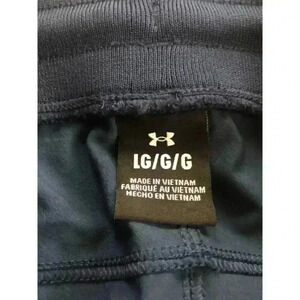 LG/G/G
MADE IN VIETNAM
FABRIQUÉ AU VIETNAM
HECHO EN VIETNAM